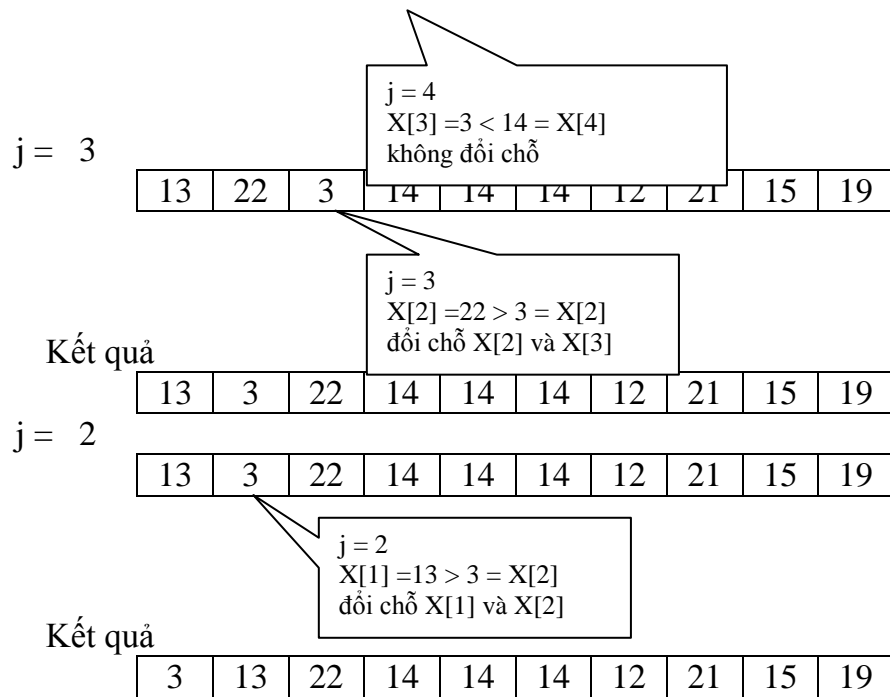 j = 4
X[3] =3 < 14 = X[4]
không đổi chỗ
j = 3
13 22 3 14 14 14 12 21 15 19
j = 3
X[2] =22 > 3 = X[2]
đổi chỗ X[2] và X[3]
Kết quả
13 3 22 14 14 14 12 21 15 19
j = 2
13 3 22 14 14 14 12 21 15 19
j = 2
X[1] =13 > 3 = X[2]
đổi chỗ X[1] và X[2]
Kết quả
3 13 22 14 14 14 12 21 15 19